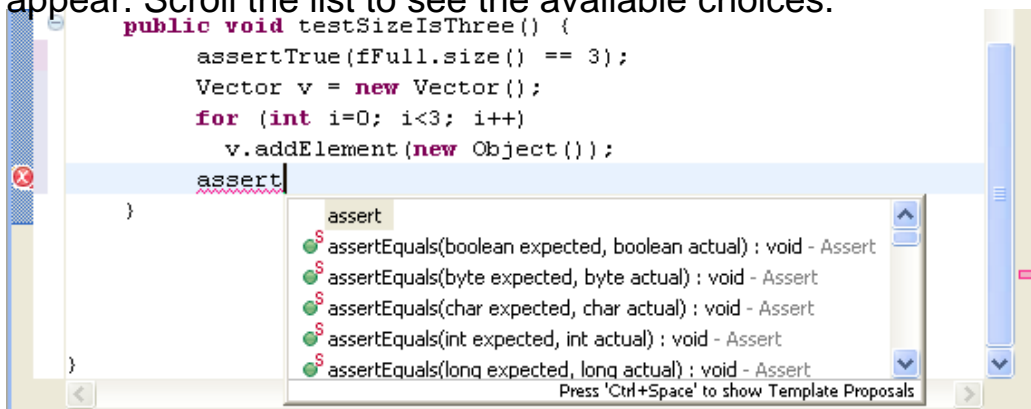 appear. Scroll the list to see the available choices.
public void testSizeIsThree() {
assertTrue(fFull.size() == 3);
Vector v = new Vector();
for (int i=0; i<3; i++)
v.addElement(new Object());
assert
}
assert
S assertEquals(boolean expected, boolean actual) : void - Assert
S assertEquals(byte expected, byte actual) : void - Assert
S assertEquals(char expected, char actual) : void - Assert
S assertEquals(int expected, int actual) : void - Assert
S assertEquals(long expected, long actual) : void - Assert
}
Press 'Ctrl+Space' to show Template Proposals